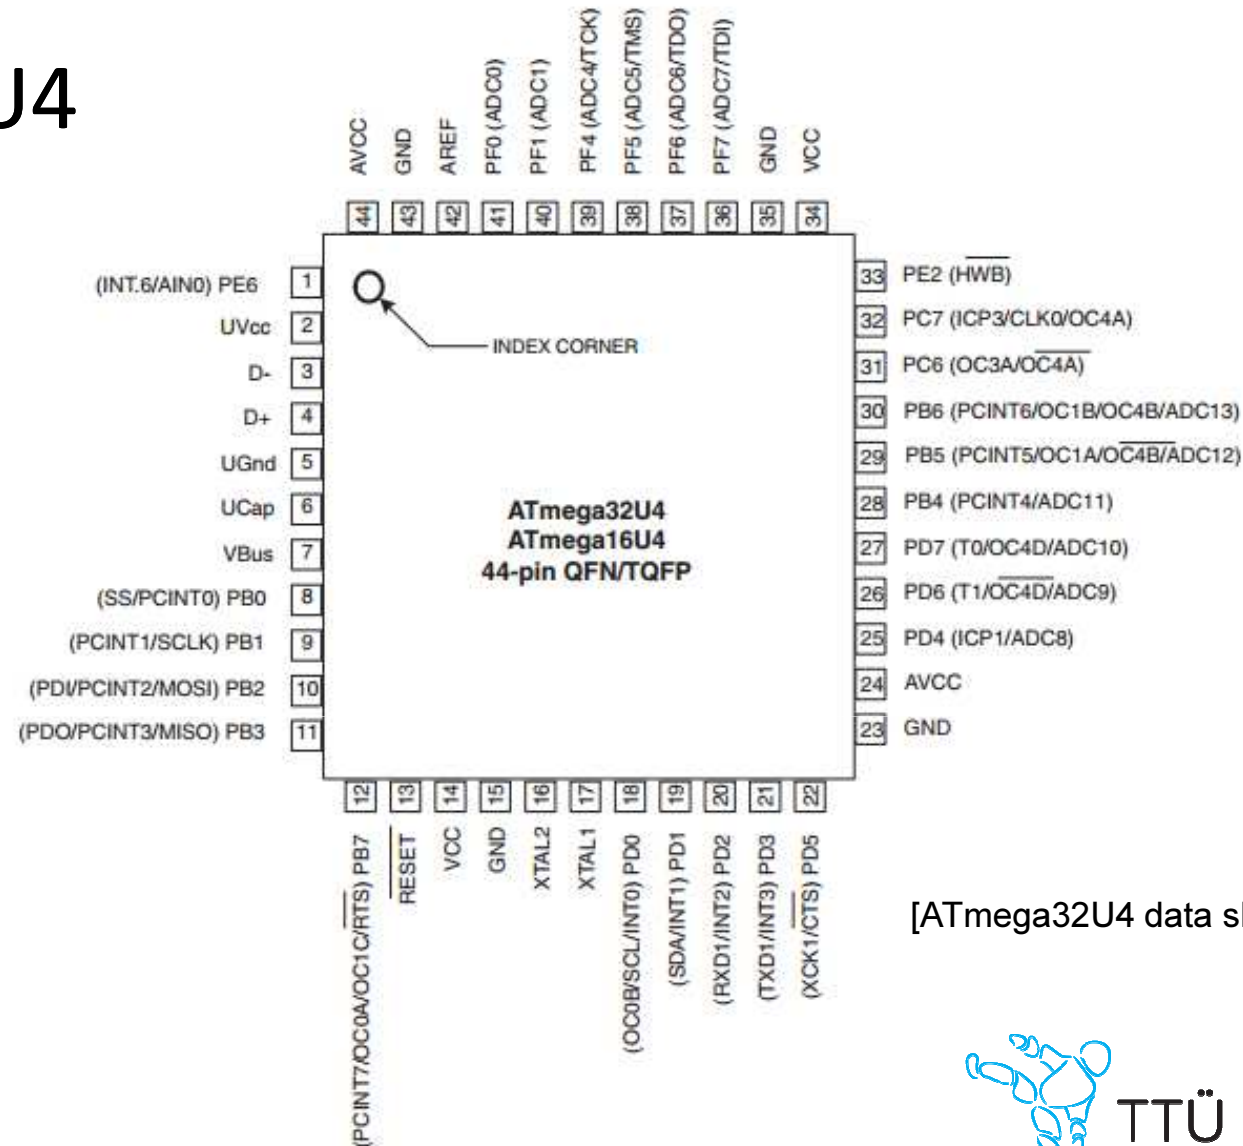 U4
AVCC
GND
AREF
PF0 (ADC0)
PF1 (ADC1)
PF4 (ADC4/TCK)
PF5 (ADC5/TMS)
PF6 (ADC6/TDO)
PF7 (ADC7/TDI)
GND
VCC
44
43
42
41
40
39
38
37
36
35
34
(INT.6/AIN0) PE6 1
UVcc 2
D- 3
D+ 4
UGnd 5
UCap 6
VBus 7
(SS/PCINT0) PB0 8
(PCINT1/SCLK) PB1 9
(PDI/PCINT2/MOSI) PB2 10
(PDO/PCINT3/MISO) PB3 11
INDEX CORNER
ATmega32U4
ATmega16U4
44-pin QFN/TQFP
33 PE2 (HWB)
32 PC7 (ICP3/CLK0/OC4A)
31 PC6 (OC3A/OC4A)
30 PB6 (PCINT6/OC1B/OC4B/ADC13)
29 PB5 (PCINT5/OC1A/OC4B/ADC12)
28 PB4 (PCINT4/ADC11)
27 PD7 (T0/OC4D/ADC10)
26 PD6 (T1/OC4D/ADC9)
25 PD4 (ICP1/ADC8)
24 AVCC
23 GND
12
13
14
15
16
17
18
19
20
21
22
(PCINT7/OC0A/OC1C/RTS) PB7
RESET
VCC
GND
XTAL2
XTAL1
(OC0B/SCL/INT0) PD0
(SDA/INT1) PD1
(RXD1/INT2) PD2
(TXD1/INT3) PD3
(XCK1/CTS) PD5
[ATmega32U4 data
TTÜ